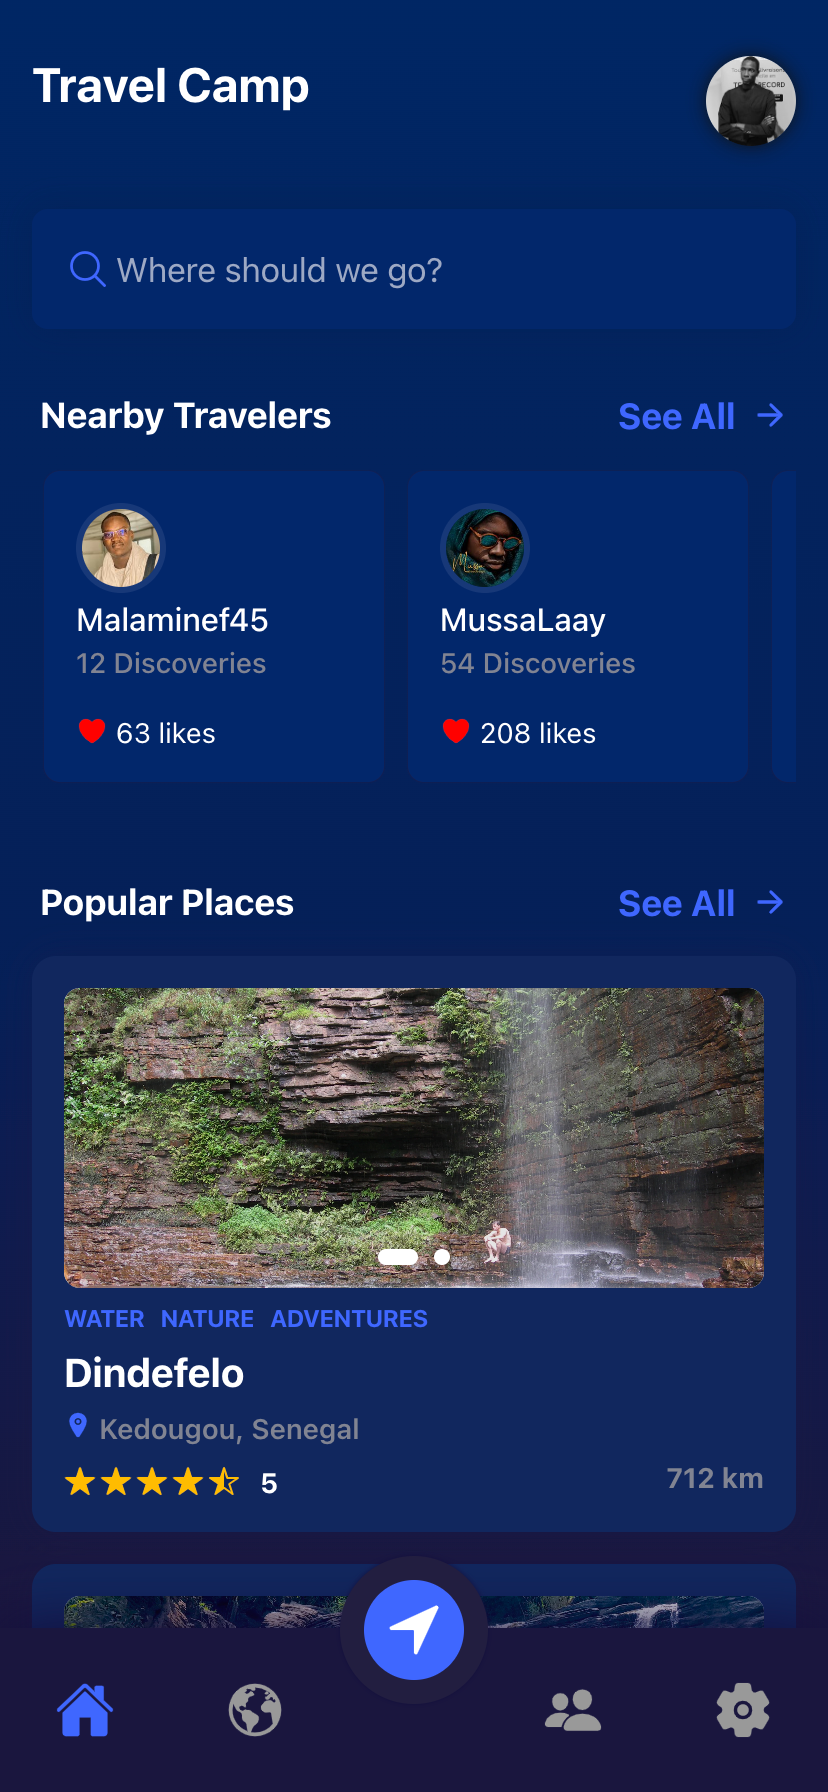 Travel Camp
RECORD
Where should we go?
Nearby Travelers
See All
Malaminef45
12 Discoveries
63 likes
MussaLaay
54 Discoveries
208 likes
Popular Places
See All
WATER NATURE ADVENTURES
Dindefelo
Kedougou, Senegal
5
712 km